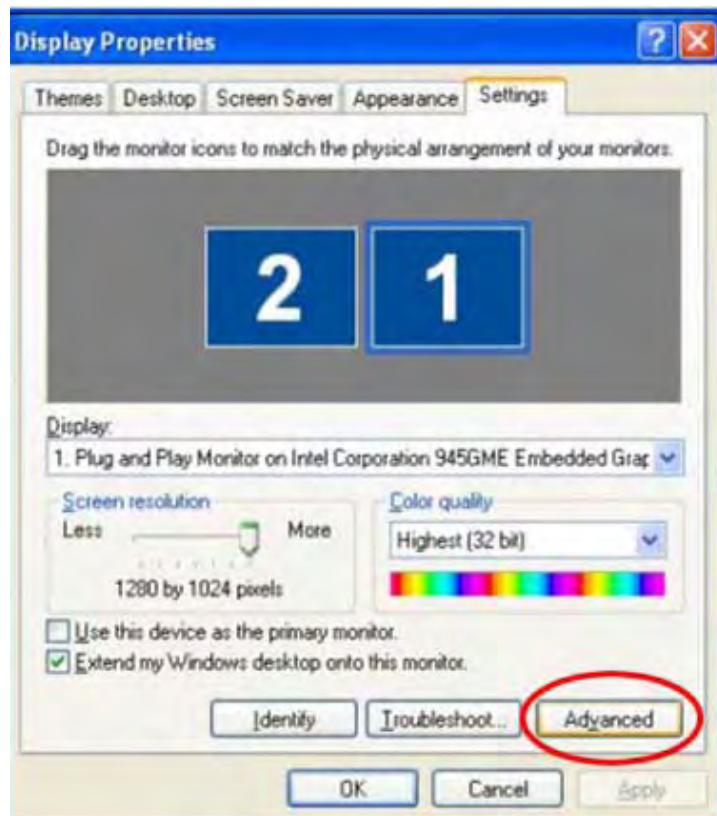 Display Properties
Themes Desktop Screen Saver Appearance Settings
Drag the monitor icons to match the physical arrangement of your monitors.
2 1
Display:
1. Plug and Play Monitor on Intel Corporation 945GME Embedded Grap
Screen resolution
Color quality
Less More
Highest (32 bit)
1280 by 1024 pixels
Use this device as the primary monitor.
Extend my Windows desktop onto this monitor.
Identify Troubleshoot... Advanced
OK Cancel Apply